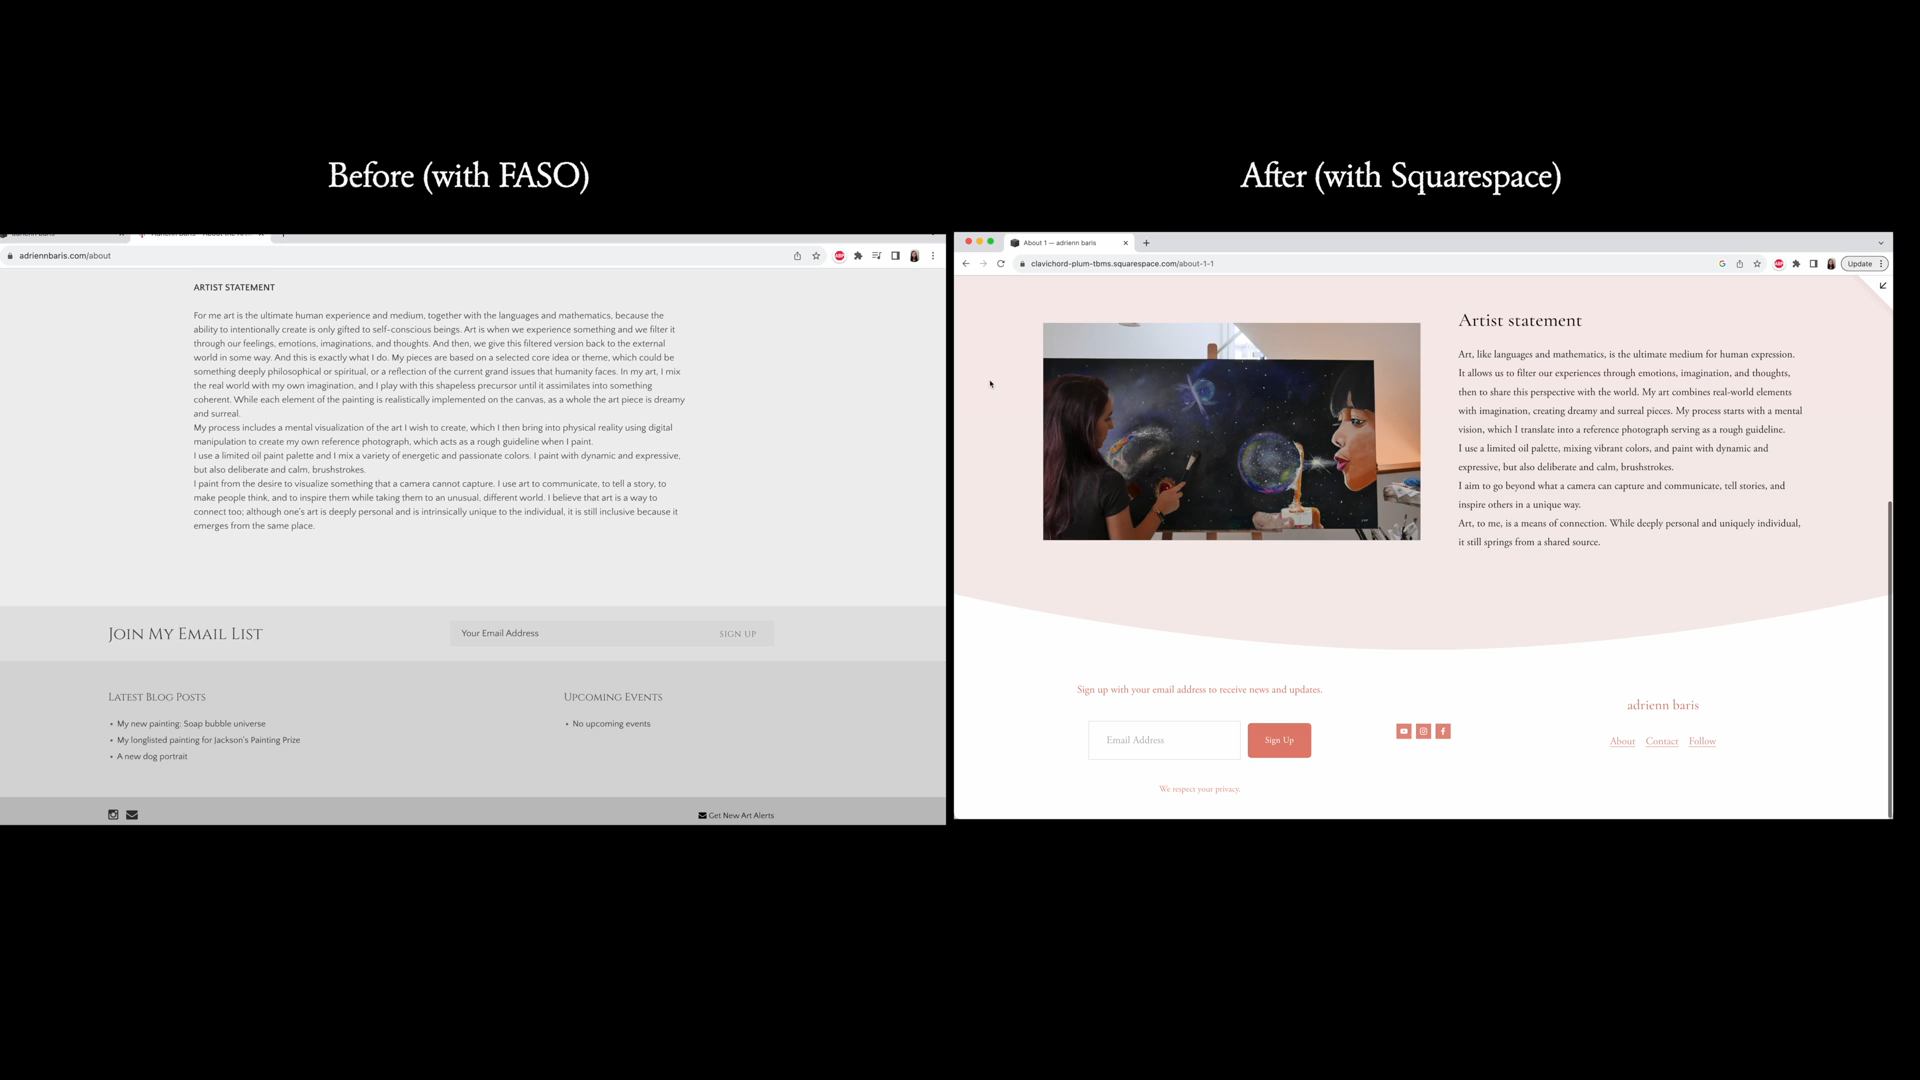 Before (with FASO)
After (with Squarespace)
adriennbaris.com/about
ARTIST STATEMENT
For me art is the ultimate human experience and medium, together with the languages and mathematics, because the
ability to intentionally create is only gifted to self-conscious beings. Art is when we experience something and we filter it
through our feelings, emotions, imaginations, and thoughts. And then, we give this filtered version back to the external
world in some way. And this is exactly what I do. My pieces are based on a selected core idea or theme, which could be
something deeply philosophical or spiritual, or a reflection of the current grand issues that humanity faces. In my art, I mix
the real world with my own imagination, and I play with this shapeless precursor until it assimilates into something
coherent. While each element of the painting is realistically implemented on the canvas, as a whole the art piece is dreamy
and surreal.
My process includes a mental visualization of the art I wish to create, which I then bring into physical reality using digital
manipulation to create my own reference photograph, which acts as a rough guideline when I paint.
I use a limited oil paint palette and I mix a variety of energetic and passionate colors. I paint with dynamic and expressive,
but also deliberate and calm, brushstrokes.
I paint from the desire to visualize something that a camera cannot capture. I use art to communicate, to tell a story, to
make people think, and to inspire them while taking them to an unusual, different world. I believe that art is a way to
connect too; although one's art is deeply personal and is intrinsically unique to the individual, it is still inclusive because it
emerges from the same place.
JOIN MY EMAIL LIST
Your Email Address
SIGN UP
LATEST BLOG POSTS
• My new painting: Soap bubble universe
• My longlisted painting for Jackson's Painting Prize
• A new dog portrait
UPCOMING EVENTS
• No upcoming events
Get New Art Alerts
About 1 — adrienn baris
clavichord-plum-tbms.squarespace.com/about-1-1
Update
Artist statement
Art, like languages and mathematics, is the ultimate medium for human expression.
It allows us to filter our experiences through emotions, imagination, and thoughts,
then to share this perspective with the world. My art combines real-world elements
with imagination, creating dreamy and surreal pieces. My process starts with a mental
vision, which I translate into a reference photograph serving as a rough guideline.
I use a limited oil palette, mixing vibrant colors, and paint with dynamic and
expressive, but also deliberate and calm, brushstrokes.
I aim to go beyond what a camera can capture and communicate, tell stories, and
inspire others in a unique way.
Art, to me, is a means of connection. While deeply personal and uniquely individual,
it still springs from a shared source.
Sign up with your email address to receive news and updates.
Email Address
Sign Up
We respect your privacy.
adrienn baris
About Contact Follow